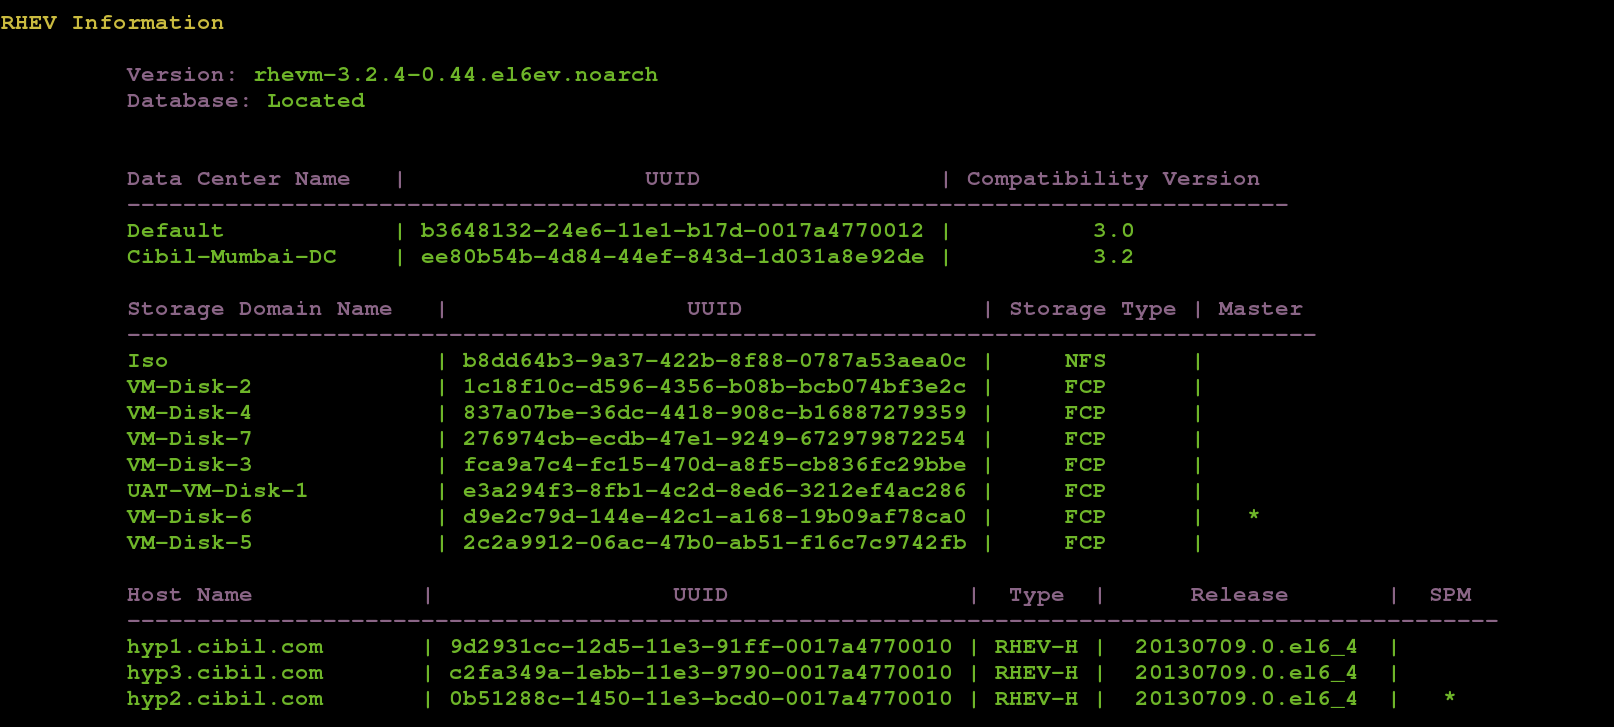 RHEV Information
Version: rhevm-3.2.4-0.44.el6ev.noarch
Database: Located
Data Center Name | UUID | Compatibility Version
-----------------------------------------------------------------------------------
Default | b3648132-24e6-11e1-b17d-0017a4770012 | 3.0
Cibil-Mumbai-DC | ee80b54b-4d84-44ef-843d-1d031a8e92de | 3.2
Storage Domain Name | UUID | Storage Type | Master
-------------------------------------------------------------------------------------
Iso | b8dd64b3-9a37-422b-8f88-0787a53aea0c | NFS |
VM-Disk-2 | 1c18f10c-d596-4356-b08b-bcb074bf3e2c | FCP |
VM-Disk-4 | 837a07be-36dc-4418-908c-b16887279359 | FCP |
VM-Disk-7 | 276974cb-ecdb-47e1-9249-672979872254 | FCP |
VM-Disk-3 | fca9a7c4-fc15-470d-a8f5-cb836fc29bbe | FCP |
UAT-VM-Disk-1 | e3a294f3-8fb1-4c2d-8ed6-3212ef4ac286 | FCP |
VM-Disk-6 | d9e2c79d-144e-42c1-a168-19b09af78ca0 | FCP | *
VM-Disk-5 | 2c2a9912-06ac-47b0-ab51-f16c7c9742fb | FCP |
Host Name | UUID | Type | Release | SPM
--------------------------------------------------------------------------------------------------
hyp1.cibil.com | 9d2931cc-12d5-11e3-91ff-0017a4770010 | RHEV-H | 20130709.0.el6_4 |
hyp3.cibil.com | c2fa349a-1ebb-11e3-9790-0017a4770010 | RHEV-H | 20130709.0.el6_4 |
hyp2.cibil.com | 0b51288c-1450-11e3-bcd0-0017a4770010 | RHEV-H | 20130709.0.el6_4 | *